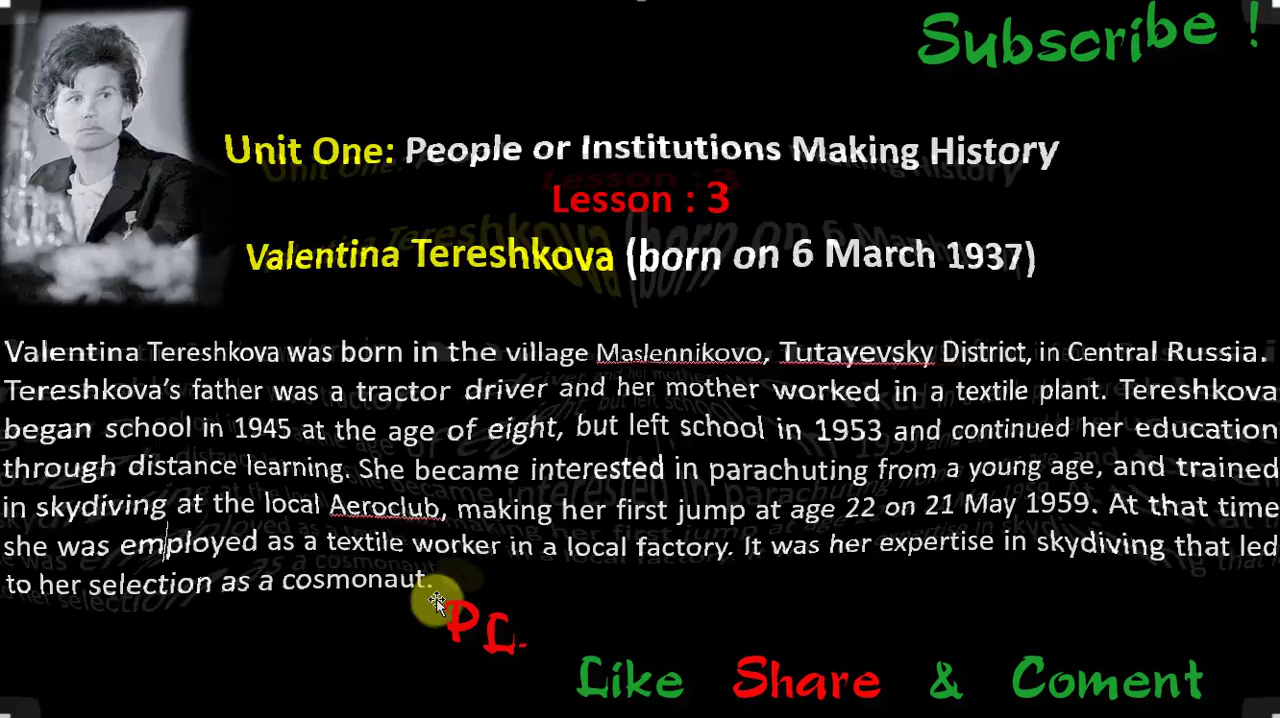 Subscribe !
Unit One: People or Institutions Making History
Lesson : 3
Valentina Tereshkova (born on 6 March 1937)
Valentina Tereshkova was born in the village Maslennikovo, Tutayevsky District, in Central Russia.
Tereshkova's father was a tractor driver and her mother worked in a textile plant. Tereshkova
began school in 1945 at the age of eight, but left school in 1953 and continued her education
through distance learning. She became interested in parachuting from a young age, and trained
in skydiving at the local Aeroclub, making her first jump at age 22 on 21 May 1959. At that time
she was employed as a textile worker in a local factory. It was her expertise in skydiving that led
to her selection as a cosmonaut.
PL.
Like Share & Coment